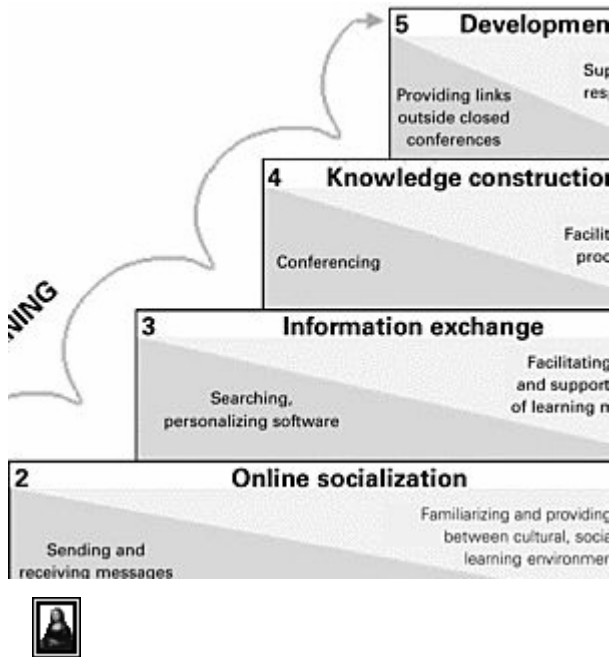 5 Developmen
Sup
resp
Providing links
outside closed
conferences
4 Knowledge construction
Facilit
proc
Conferencing
NING
3 Information exchange
Facilitating
and support
of learning m
Searching,
personalizing software
2 Online socialization
Familiarizing and providing
between cultural, socia
learning environmen
Sending and
receiving messages